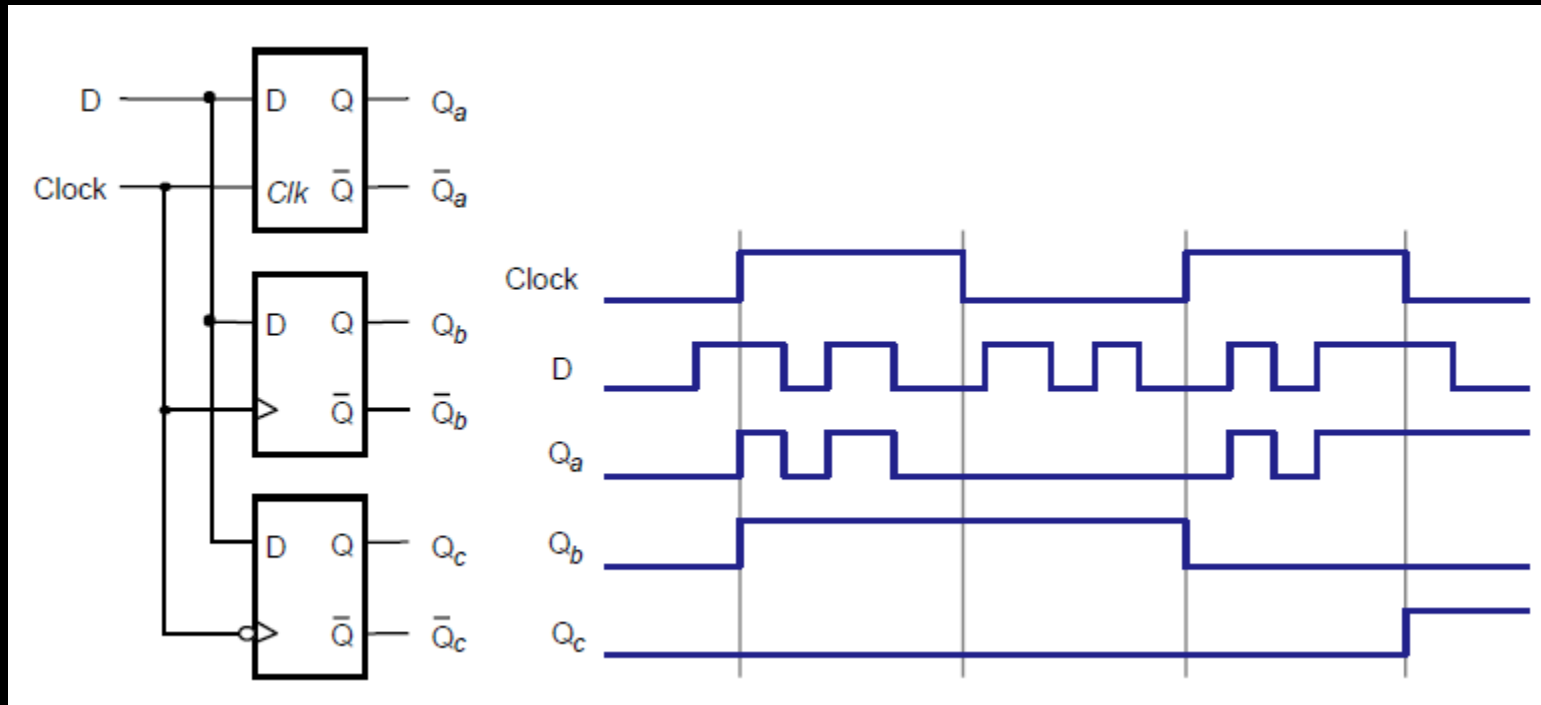 D D Q Qa
Clock Clk Q̅ Q̅a
D Q Qb
Q̅ Q̅b
D Q Qc
Q̅ Q̅c
Clock
D
Qa
Qb
Qc